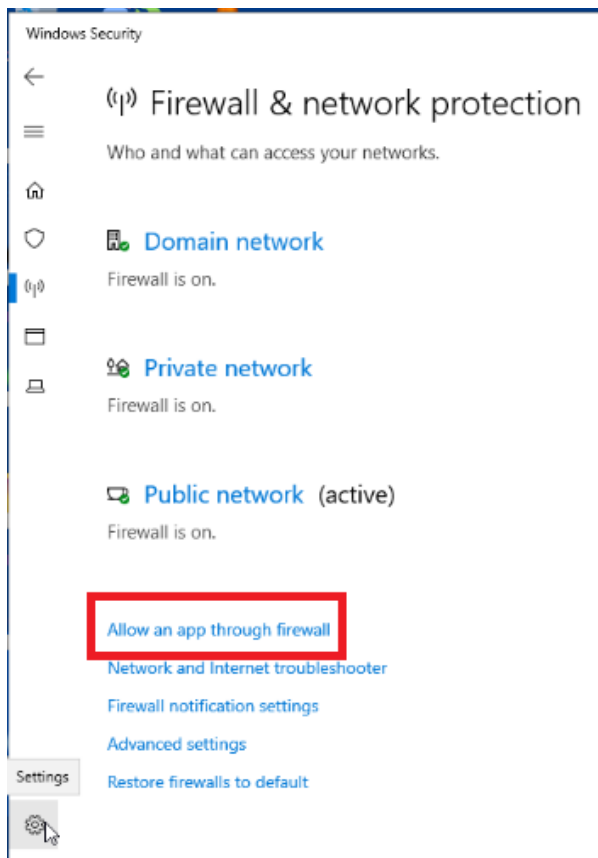 Windows Security
Firewall & network protection
Who and what can access your networks.
Domain network
Firewall is on.
Private network
Firewall is on.
Public network (active)
Firewall is on.
Allow an app through firewall
Network and Internet troubleshooter
Firewall notification settings
Advanced settings
Settings
Restore firewalls to default